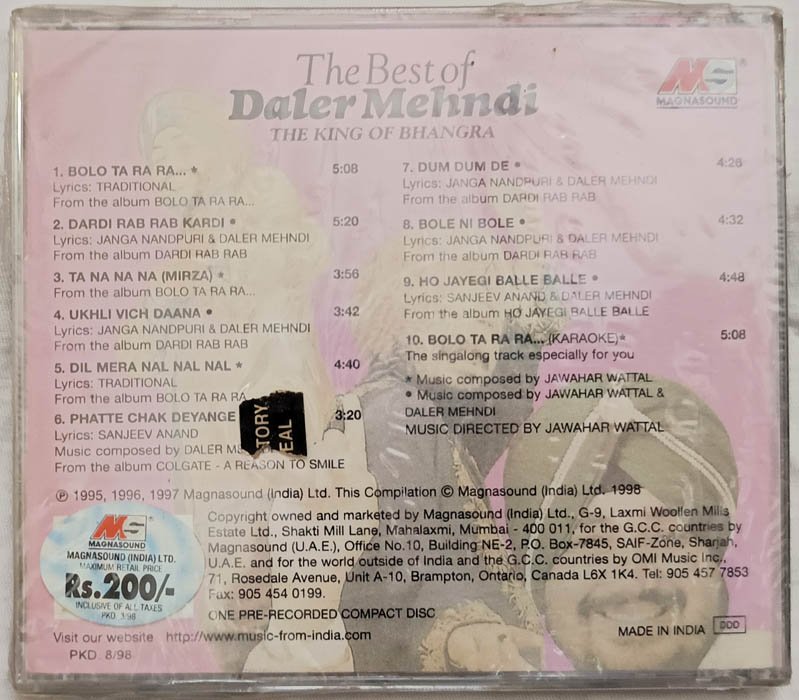 The Best of
Daler Mehndi
THE KING OF BHANGRA
MS
MAGNASOUND
1. BOLO TA RA RA... * 5:08
Lyrics: TRADITIONAL
From the album BOLO TA RA RA...
2. DARDI RAB RAB KARDI • 5:20
Lyrics: JANGA NANDPURI & DALER MEHNDI
From the album DARDI RAB RAB
3. TA NA NA NA (MIRZA) * 3:56
From the album BOLO TA RA RA...
4. UKHLI VICH DAANA • 3:42
Lyrics: JANGA NANDPURI & DALER MEHNDI
From the album DARDI RAB RAB
5. DIL MERA NAL NAL NAL * 4:40
Lyrics: TRADITIONAL
From the album BOLO TA RA
6. PHATTE CHAK DEYANGE 3:20
Lyrics: SANJEEV ANAND
Music composed by DALER
From the album COLGATE - A REASON TO SMILE
TORY
EAL
7. DUM DUM DE • 4:26
Lyrics: JANGA NANDPURI & DALER MEHNDI
From the album DARDI RAB RAB
8. BOLE NI BOLE • 4:32
Lyrics: JANGA NANDPURI & DALER MEHNDI
From the album DARDI RAB RAB
9. HO JAYEGI BALLE BALLE • 4:48
Lyrics: SANJEEV ANAND & DALER MEHNDI
From the album HO JAYEGI BALLE BALLE
10. BOLO TA RA RA... (KARAOKE)* 5:08
The singalong track especially for you
* Music composed by JAWAHAR WATTAL
• Music composed by JAWAHAR WATTAL &
DALER MEHNDI
MUSIC DIRECTED BY JAWAHAR WATTAL
℗ 1995, 1996, 1997 Magnasound (India) Ltd. This Compilation © Magnasound (India) Ltd. 1998
Copyright owned and marketed by Magnasound (India) Ltd., G-9, Laxmi Woollen Mills
Estate Ltd., Shakti Mill Lane, Mahalaxmi, Mumbai - 400 011, for the G.C.C. countries by
Magnasound (U.A.E.), Office No.10, Building NE-2, P.O. Box-7845, SAIF-Zone, Sharjah,
U.A.E. and for the world outside of India and the G.C.C. countries by OMI Music Inc.,
71, Rosedale Avenue, Unit A-10, Brampton, Ontario, Canada L6X 1K4. Tel: 905 457 7853
Fax: 905 454 0199.
ONE PRE-RECORDED COMPACT DISC
MS
MAGNASOUND
MAGNASOUND (INDIA) LTD.
MAXIMUM RETAIL PRICE
Rs.200/-
INCLUSIVE OF ALL TAXES
PKD. 3/98
Visit our website http://www.music-from-india.com
PKD. 8/98
MADE IN INDIA DDD